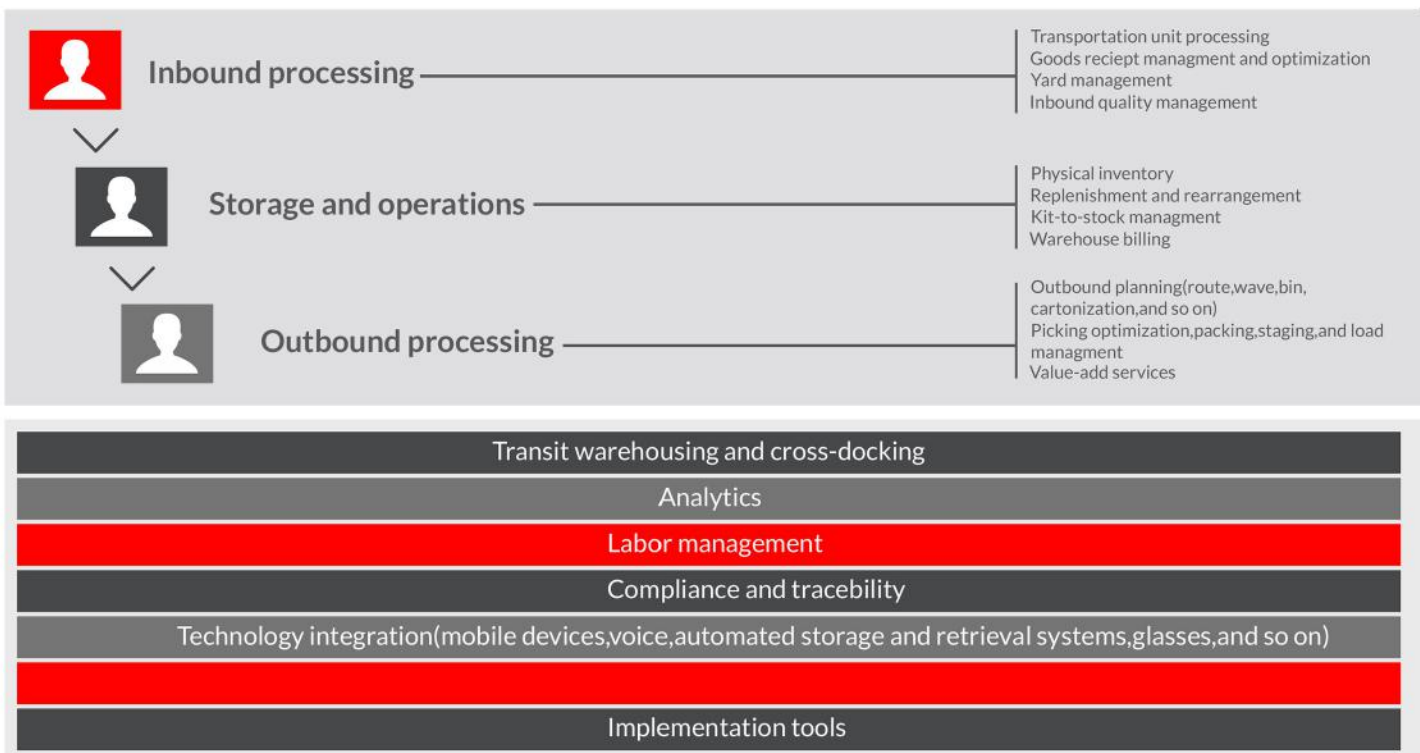 Inbound processing
Transportation unit processing
Goods reciept managment and optimization
Yard management
Inbound quality management
Storage and operations
Physical inventory
Replenishment and rearrangement
Kit-to-stock managment
Warehouse billing
Outbound processing
Outbound planning(route,wave,bin,
cartonization,and so on)
Picking optimization,packing,staging,and load
managment
Value-add services
Transit warehousing and cross-docking
Analytics
Labor management
Compliance and tracebility
Technology integration(mobile devices,voice,automated storage and retrieval systems,glasses,and so on)
Implementation tools